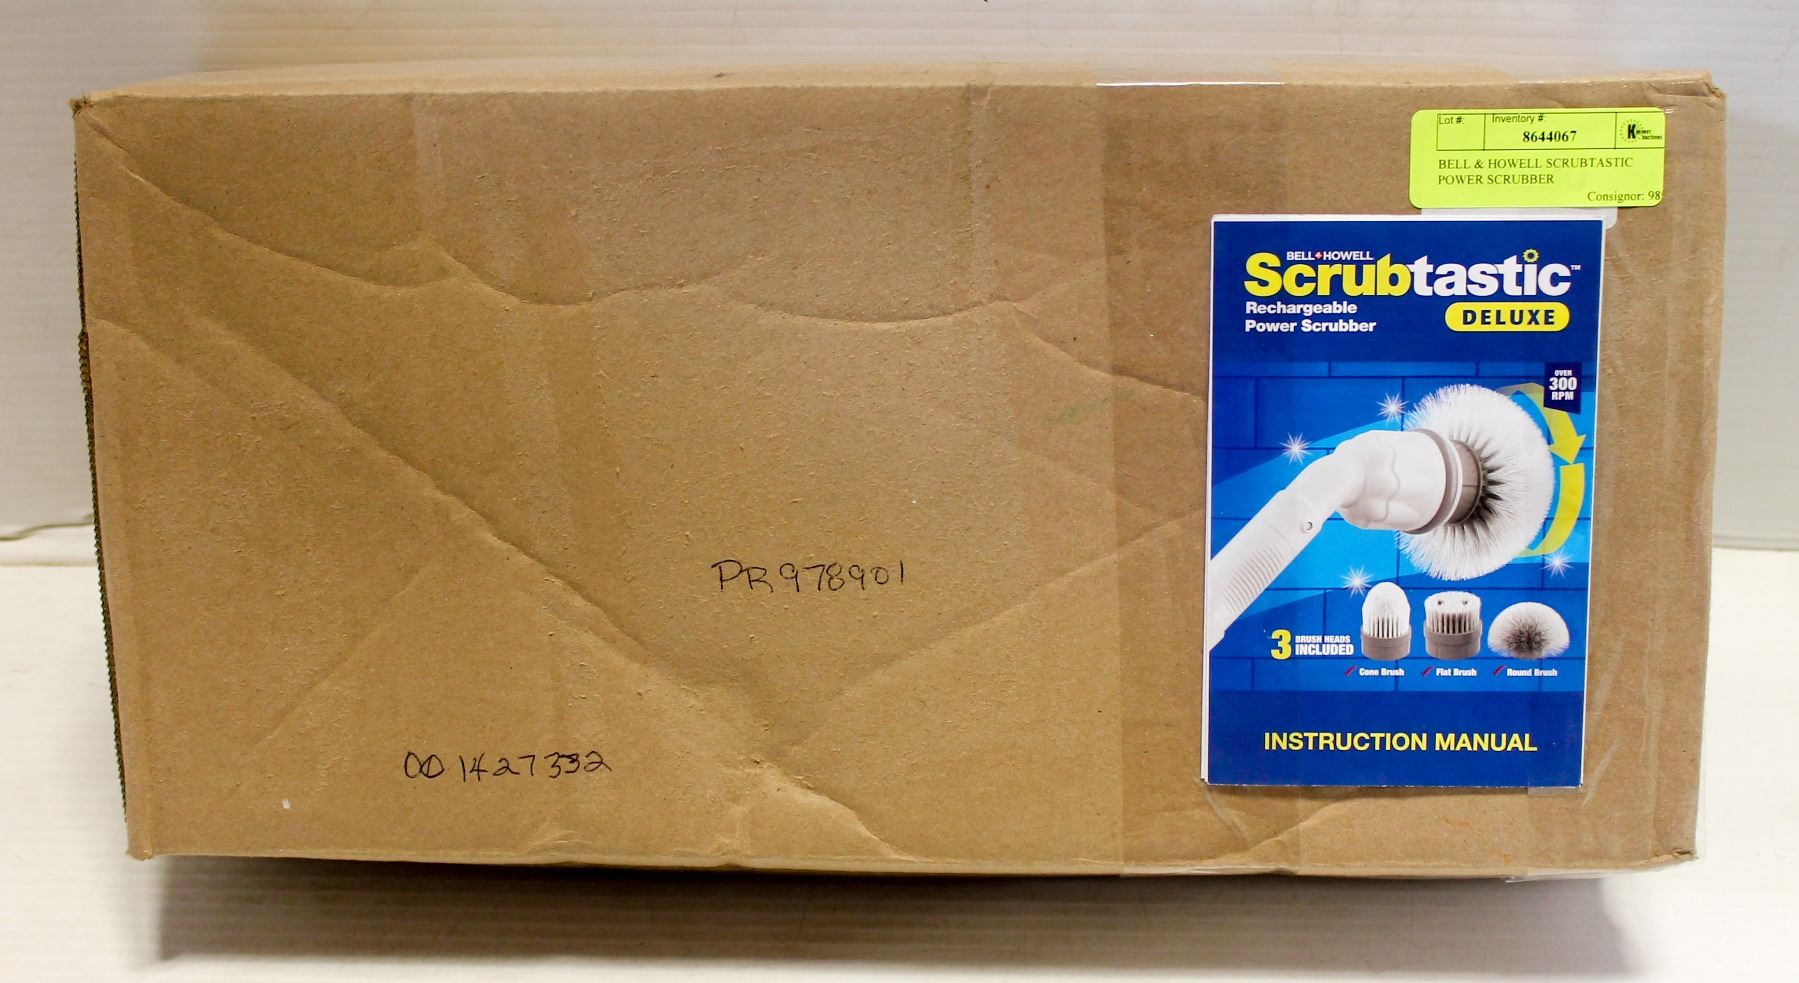 Lot #:
Inventory #:
8644067
BELL & HOWELL SCRUBTASTIC
POWER SCRUBBER
Consignor: 98
BELL+HOWELL
Scrubtastic™
Rechargeable
Power Scrubber
DELUXE
OVER
300
RPM
3 BRUSH HEADS
INCLUDED
Cone Brush
Flat Brush
Round Brush
INSTRUCTION MANUAL
PR978901
001427332